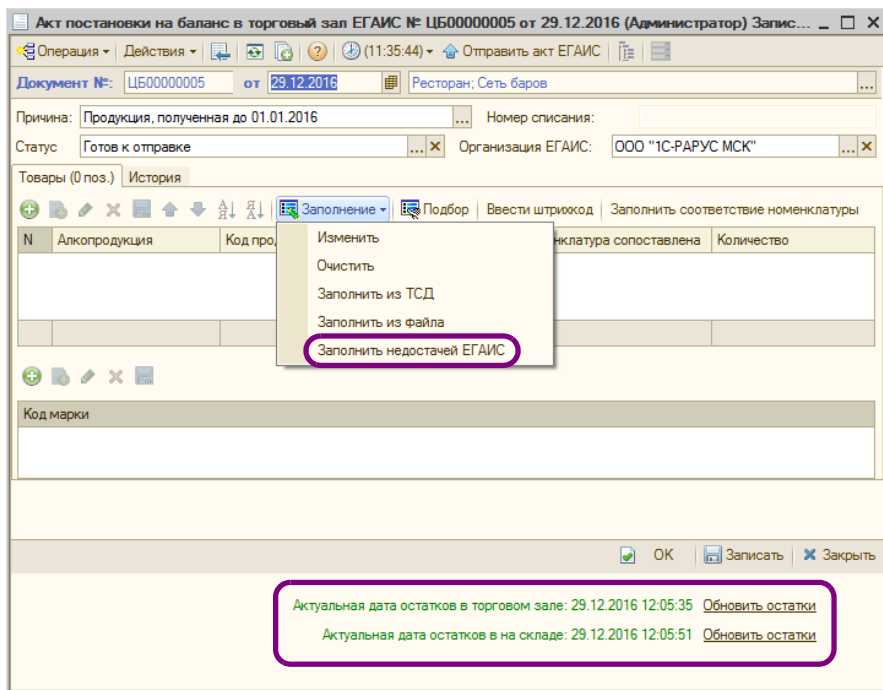 Акт постановки на баланс в торговый зал ЕГАИС № ЦБ00000005 от 29.12.2016 (Администратор) Запис...
Операция Действия (11:35:44) Отправить акт ЕГАИС
Документ №: ЦБ00000005 от 29.12.2016 Ресторан; Сеть баров ...
Причина: Продукция, полученная до 01.01.2016 ... Номер списания:
Статус Готов к отправке ... Организация ЕГАИС: ООО "1С-РАРУС МСК" ...
Товары (0 поз.) История
Заполнение Подбор Ввести штрихкод Заполнить соответствие номенклатуры
N Алкопродукция Код про нклатура сопоставлена Количество
Изменить
Очистить
Заполнить из ТСД
Заполнить из файла
Заполнить недостачей ЕГАИС
Код марки
OK Записать Закрыть
Актуальная дата остатков в торговом зале: 29.12.2016 12:05:35 Обновить остатки
Актуальная дата остатков в на складе: 29.12.2016 12:05:51 Обновить остатки